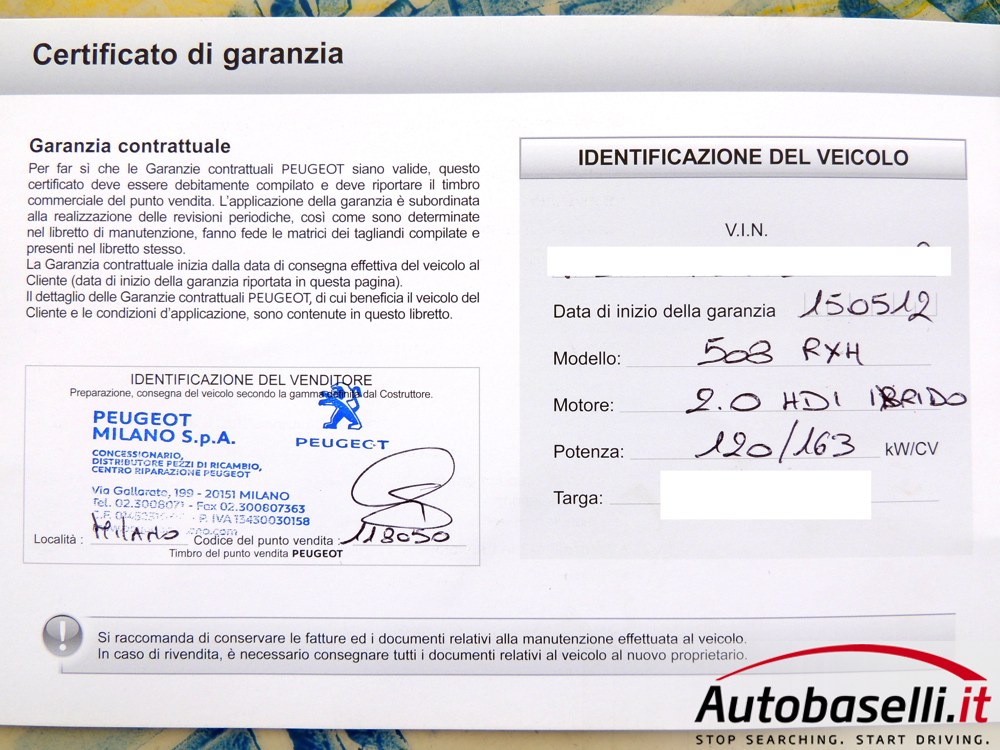 Certificato di garanzia
Garanzia contrattuale
Per far sì che le Garanzie contrattuali PEUGEOT siano valide, questo
certificato deve essere debitamente compilato e deve riportare il timbro
commerciale del punto vendita. L'applicazione della garanzia è subordinata
alla realizzazione delle revisioni periodiche, così come sono determinate
nel libretto di manutenzione, fanno fede le matrici dei tagliandi compilate e
presenti nel libretto stesso.
La Garanzia contrattuale inizia dalla data di consegna effettiva del veicolo al
Cliente (data di inizio della garanzia riportata in questa pagina).
Il dettaglio delle Garanzie contrattuali PEUGEOT, di cui beneficia il veicolo del
Cliente e le condizioni d'applicazione, sono contenute in questo libretto.
IDENTIFICAZIONE DEL VENDITORE
Preparazione, consegna del veicolo secondo la gamma definita dal Costruttore.
PEUGEOT
MILANO S.p.A.
PEUGEOT
CONCESSIONARIO,
DISTRIBUTORE PEZZI DI RICAMBIO,
CENTRO RIPARAZIONE PEUGEOT
Via Gallarate, 199 - 20151 MILANO
Tel. 02.3008071 - Fax 02.300807363
P. IVA 13430030158
Località : MILANO Codice del punto vendita : 118050
Timbro del punto vendita PEUGEOT
IDENTIFICAZIONE DEL VEICOLO
V.I.N.
Data di inizio della garanzia 150512
Modello: 508 RXH
Motore: 2.0 HDI IBRIDO
Potenza: 120/163 kW/CV
Targa:
Si raccomanda di conservare le fatture ed i documenti relativi alla manutenzione effettuata al veicolo.
In caso di rivendita, è necessario consegnare tutti i documenti relativi al veicolo al nuovo proprietario.
Autobaselli.it
STOP SEARCHING. START DRIVING.